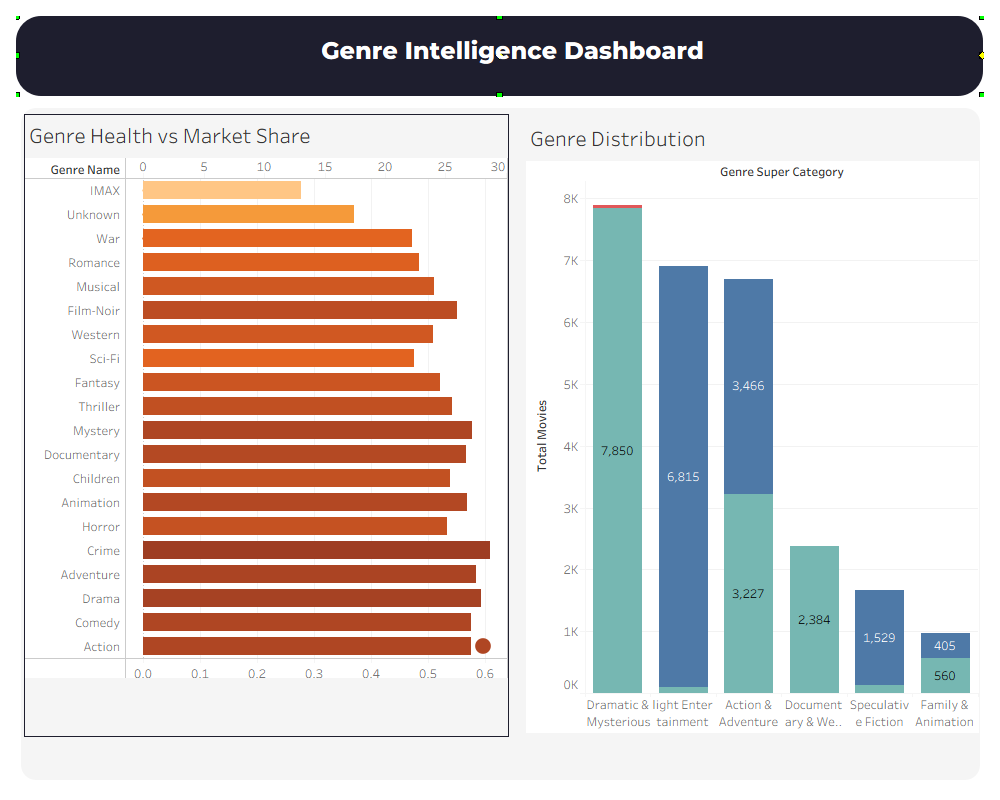 Genre Intelligence Dashboard
Genre Health vs Market Share
Genre Name
0 5 10 15 20 25 30
IMAX
Unknown
War
Romance
Musical
Film-Noir
Western
Sci-Fi
Fantasy
Thriller
Mystery
Documentary
Children
Animation
Horror
Crime
Adventure
Drama
Comedy
Action
0.0 0.1 0.2 0.3 0.4 0.5 0.6
Genre Distribution
Genre Super Category
Total Movies
8K
7K
6K
5K
4K
3K
2K
1K
0K
7,850
6,815
3,466
3,227
2,384
1,529
405
560
Dramatic &
Mysterious
light Enter
tainment
Action &
Adventure
Document
ary & We..
Speculativ
e Fiction
Family &
Animation